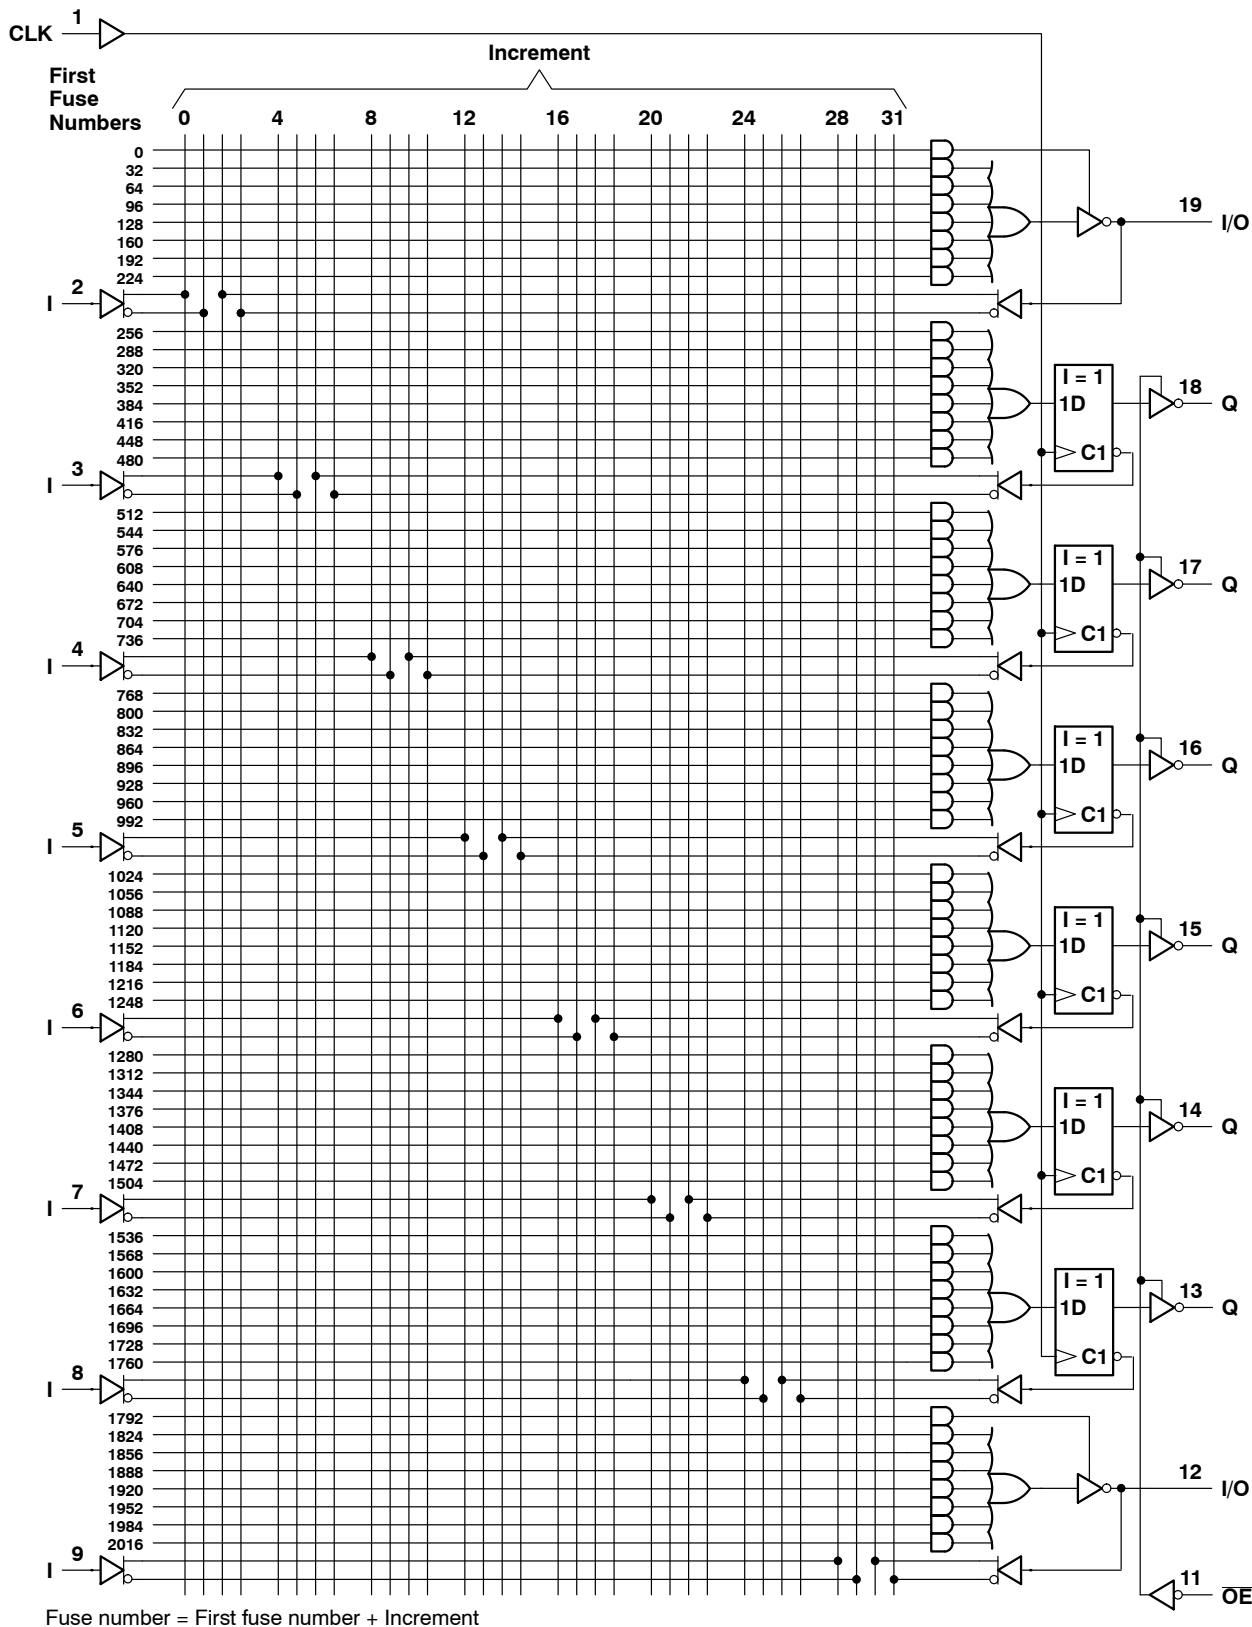 1
CLK
Increment
First
Fuse
Numbers
0 4 8 12 16 20 24 28 31
0
32
64
96
128
160
192
224
19
I/O
2
I
256
288
320
352
384
416
448
480
I = 1
1D
C1
18
Q
3
I
512
544
576
608
640
672
704
736
I = 1
1D
C1
17
Q
4
I
768
800
832
864
896
928
960
992
I = 1
1D
C1
16
Q
5
I
1024
1056
1088
1120
1152
1184
1216
1248
I = 1
1D
C1
15
Q
6
I
1280
1312
1344
1376
1408
1440
1472
1504
I = 1
1D
C1
14
Q
7
I
1536
1568
1600
1632
1664
1696
1728
1760
I = 1
1D
C1
13
Q
8
I
1792
1824
1856
1888
1920
1952
1984
2016
12
I/O
9
I
11
O̅E̅
Fuse number = First fuse number + Increment